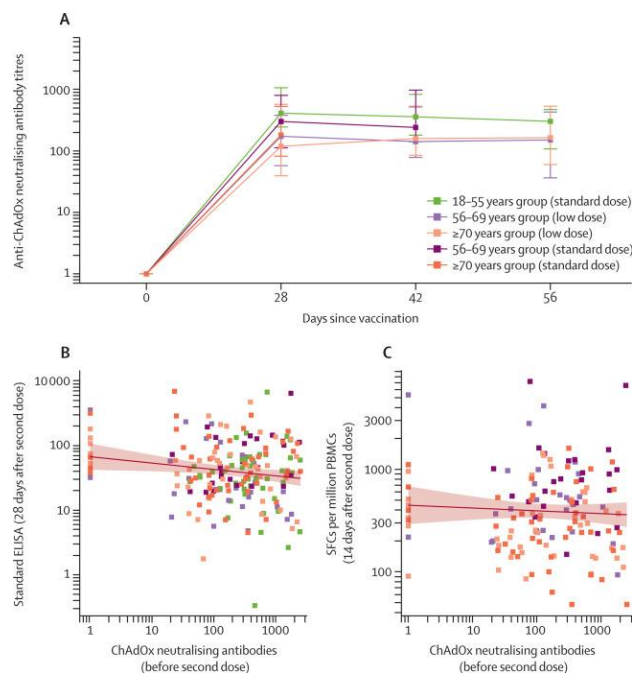 A
Anti-ChAdOx neutralising antibody titres
1000
100
10
1
0
28
42
56
Days since vaccination
18–55 years group (standard dose)
56–69 years group (low dose)
≥70 years group (low dose)
56–69 years group (standard dose)
≥70 years group (standard dose)
B
Standard ELISA (28 days after second dose)
10 000
100
10
1
1
10
100
1000
ChAdOx neutralising antibodies
(before second dose)
C
SFCs per million PBMCs
(14 days after second dose)
3000
1000
300
100
1
10
100
1000
ChAdOx neutralising antibodies
(before second dose)